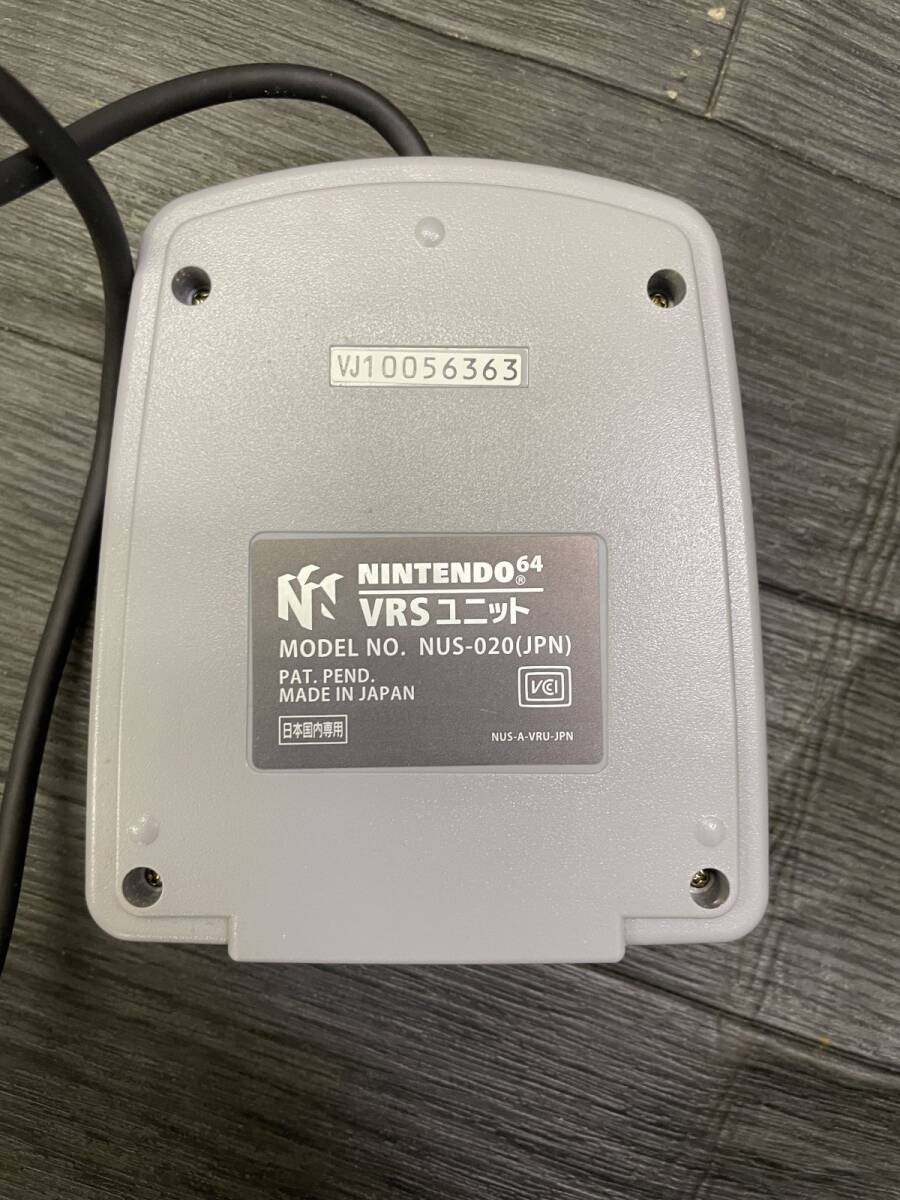 VJ10056363
NINTENDO64®
VRSユニット
MODEL NO. NUS-020(JPN)
PAT. PEND.
MADE IN JAPAN
VCI
日本国内専用
NUS-A-VRU-JPN